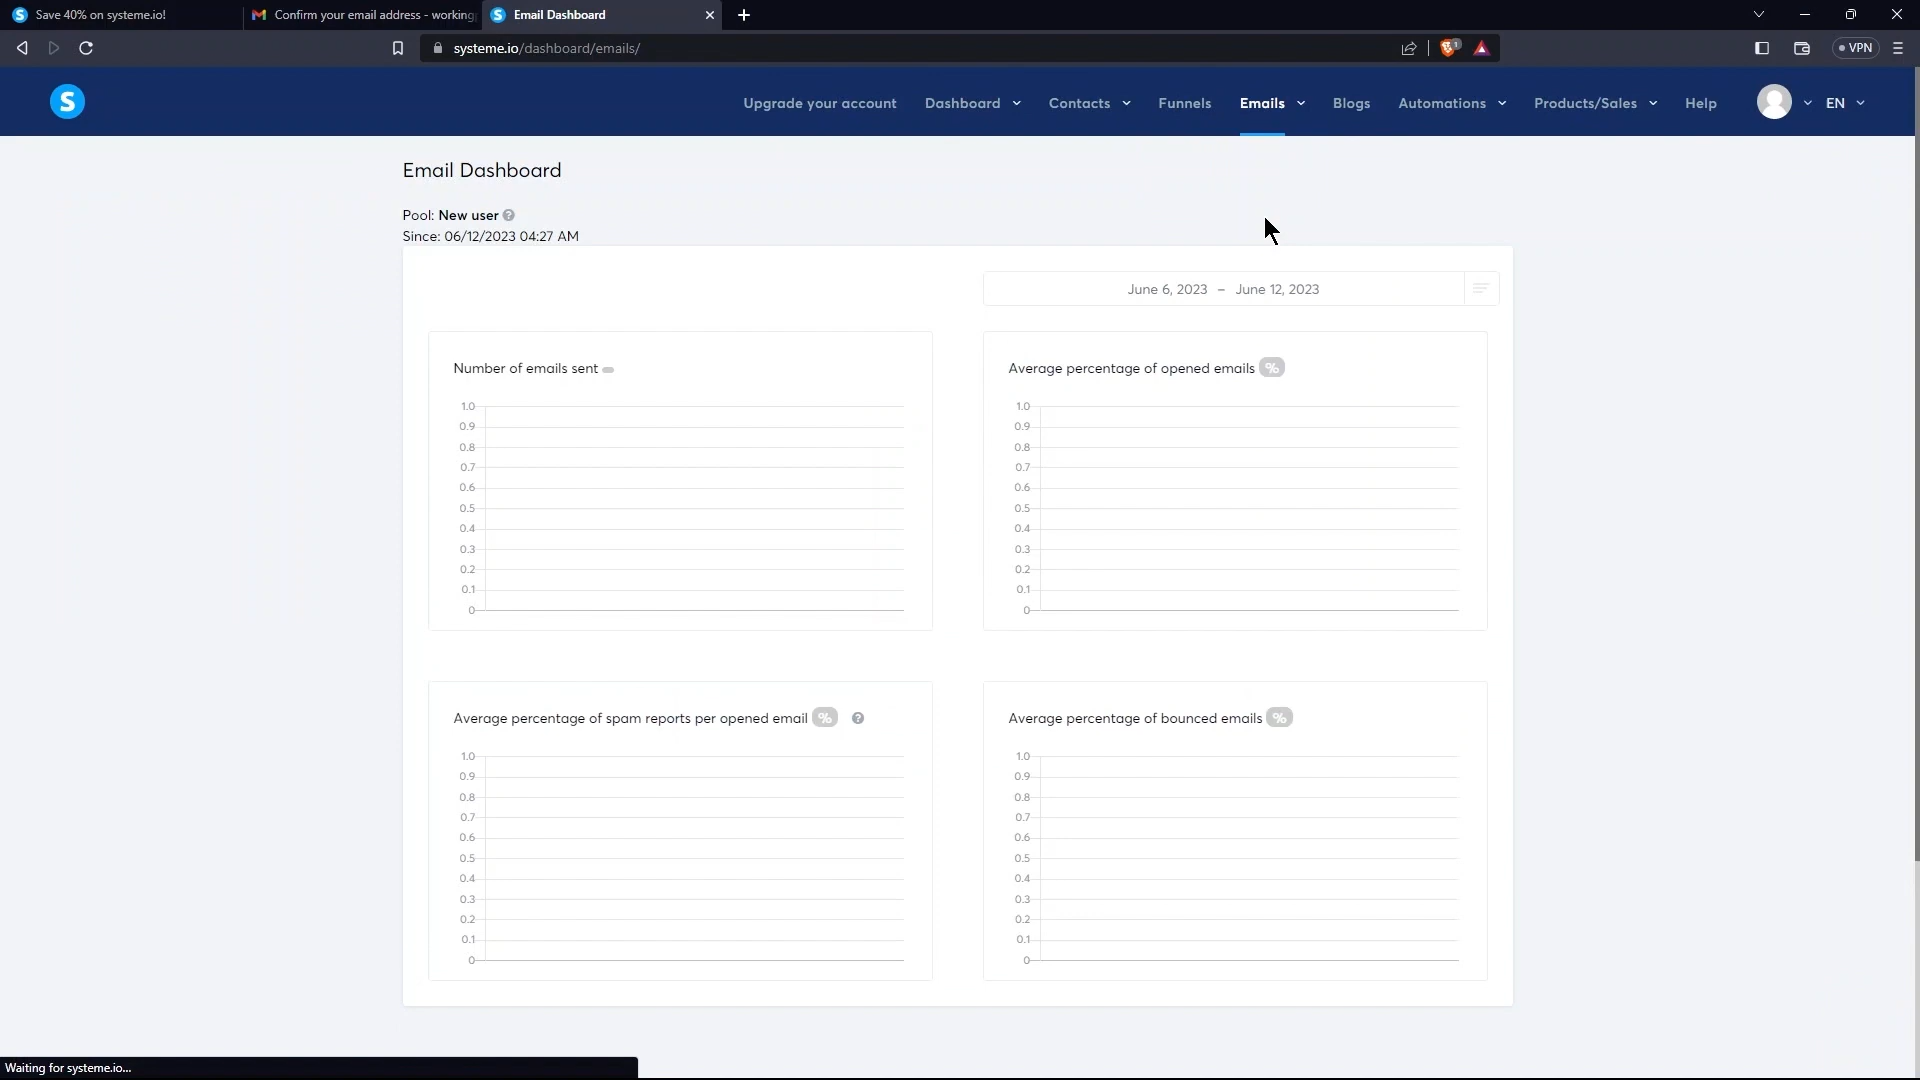 Save 40% on systeme.io!
Confirm your email address - working
Email Dashboard
systeme.io/dashboard/emails/
1
VPN
S
Upgrade your account
Dashboard
Contacts
Funnels
Emails
Blogs
Automations
Products/Sales
Help
EN
Email Dashboard
Pool: New user ?
Since: 06/12/2023 04:27 AM
June 6, 2023 – June 12, 2023
Number of emails sent
1.0
0.9
0.8
0.7
0.6
0.5
0.4
0.3
0.2
0.1
0
Average percentage of opened emails %
1.0
0.9
0.8
0.7
0.6
0.5
0.4
0.3
0.2
0.1
0
Average percentage of spam reports per opened email % ?
1.0
0.9
0.8
0.7
0.6
0.5
0.4
0.3
0.2
0.1
0
Average percentage of bounced emails %
1.0
0.9
0.8
0.7
0.6
0.5
0.4
0.3
0.2
0.1
0
Waiting for systeme.io...